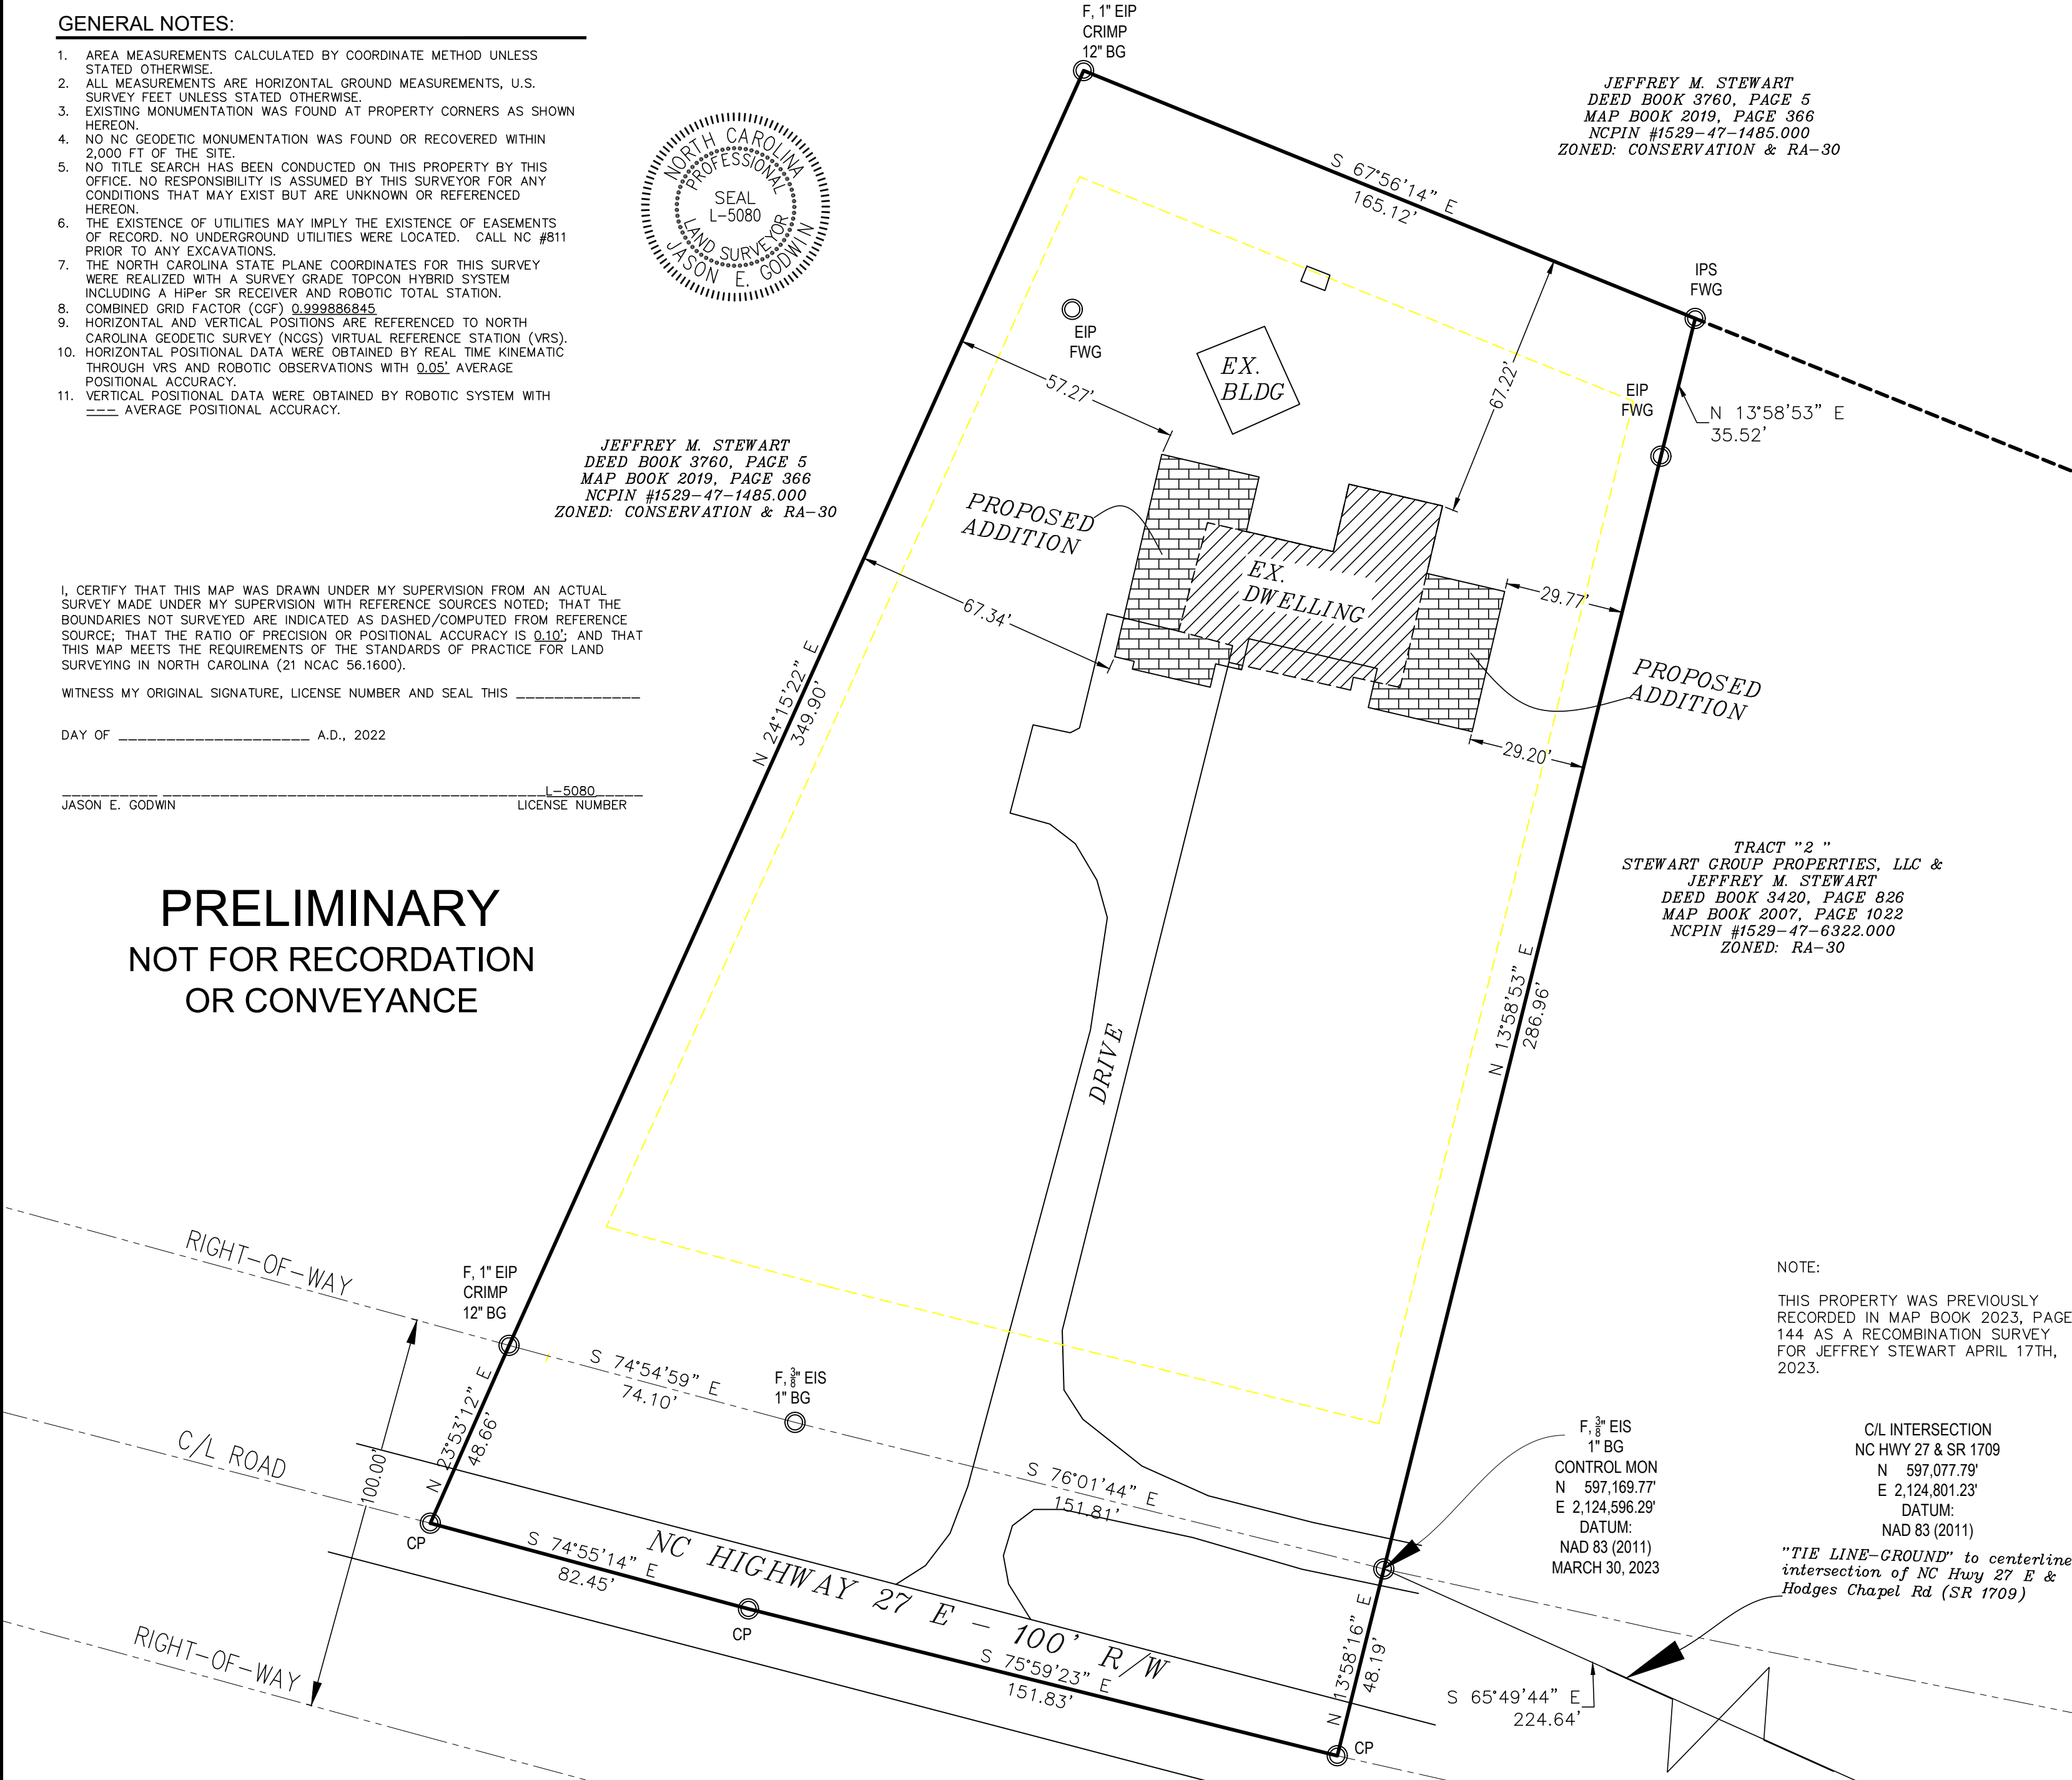 GENERAL NOTES:
1. AREA MEASUREMENTS CALCULATED BY COORDINATE METHOD UNLESS
STATED OTHERWISE.
2. ALL MEASUREMENTS ARE HORIZONTAL GROUND MEASUREMENTS, U.S.
SURVEY FEET UNLESS STATED OTHERWISE.
3. EXISTING MONUMENTATION WAS FOUND AT PROPERTY CORNERS AS SHOWN
HEREON.
4. NO NC GEODETIC MONUMENTATION WAS FOUND OR RECOVERED WITHIN
2,000 FT OF THE SITE.
5. NO TITLE SEARCH HAS BEEN CONDUCTED ON THIS PROPERTY BY THIS
OFFICE. NO RESPONSIBILITY IS ASSUMED BY THIS SURVEYOR FOR ANY
CONDITIONS THAT MAY EXIST BUT ARE UNKNOWN OR REFERENCED
HEREON.
6. THE EXISTENCE OF UTILITIES MAY IMPLY THE EXISTENCE OF EASEMENTS
OF RECORD. NO UNDERGROUND UTILITIES WERE LOCATED. CALL NC #811
PRIOR TO ANY EXCAVATIONS.
7. THE NORTH CAROLINA STATE PLANE COORDINATES FOR THIS SURVEY
WERE REALIZED WITH A SURVEY GRADE TOPCON HYBRID SYSTEM
INCLUDING A HiPer SR RECEIVER AND ROBOTIC TOTAL STATION.
8. COMBINED GRID FACTOR (CGF) 0.999886845
9. HORIZONTAL AND VERTICAL POSITIONS ARE REFERENCED TO NORTH
CAROLINA GEODETIC SURVEY (NCGS) VIRTUAL REFERENCE STATION (VRS).
10. HORIZONTAL POSITIONAL DATA WERE OBTAINED BY REAL TIME KINEMATIC
THROUGH VRS AND ROBOTIC OBSERVATIONS WITH 0.05' AVERAGE
POSITIONAL ACCURACY.
11. VERTICAL POSITIONAL DATA WERE OBTAINED BY ROBOTIC SYSTEM WITH
--- AVERAGE POSITIONAL ACCURACY.
NORTH CAROLINA
PROFESSIONAL
SEAL
L-5080
LAND SURVEYOR
JASON E. GODWIN
F, 1" EIP
CRIMP
12" BG
JEFFREY M. STEWART
DEED BOOK 3760, PAGE 5
MAP BOOK 2019, PAGE 366
NCPIN #1529-47-1485.000
ZONED: CONSERVATION & RA-30
S 67°56'14" E
165.12'
IPS
FWG
EIP
FWG
EX.
BLDG
57.27'
67.22'
EIP
FWG
N 13°58'53" E
35.52'
JEFFREY M. STEWART
DEED BOOK 3760, PAGE 5
MAP BOOK 2019, PAGE 366
NCPIN #1529-47-1485.000
ZONED: CONSERVATION & RA-30
PROPOSED
ADDITION
EX.
DWELLING
67.34'
29.77'
PROPOSED
ADDITION
29.20'
N 24°15'22" E
349.90'
I, CERTIFY THAT THIS MAP WAS DRAWN UNDER MY SUPERVISION FROM AN ACTUAL
SURVEY MADE UNDER MY SUPERVISION WITH REFERENCE SOURCES NOTED; THAT THE
BOUNDARIES NOT SURVEYED ARE INDICATED AS DASHED/COMPUTED FROM REFERENCE
SOURCE; THAT THE RATIO OF PRECISION OR POSITIONAL ACCURACY IS 0.10'; AND THAT
THIS MAP MEETS THE REQUIREMENTS OF THE STANDARDS OF PRACTICE FOR LAND
SURVEYING IN NORTH CAROLINA (21 NCAC 56.1600).
WITNESS MY ORIGINAL SIGNATURE, LICENSE NUMBER AND SEAL THIS _____________
DAY OF ____________________ A.D., 2022
L-5080
JASON E. GODWIN LICENSE NUMBER
PRELIMINARY
NOT FOR RECORDATION
OR CONVEYANCE
TRACT "2 "
STEWART GROUP PROPERTIES, LLC &
JEFFREY M. STEWART
DEED BOOK 3420, PAGE 826
MAP BOOK 2007, PAGE 1022
NCPIN #1529-47-6322.000
ZONED: RA-30
N 13°58'53" E
286.96'
DRIVE
RIGHT-OF-WAY
F, 1" EIP
CRIMP
12" BG
S 74°54'59" E
74.10'
F, 3/8" EIS
1" BG
NOTE:
THIS PROPERTY WAS PREVIOUSLY
RECORDED IN MAP BOOK 2023, PAGE
144 AS A RECOMBINATION SURVEY
FOR JEFFREY STEWART APRIL 17TH,
2023.
C/L ROAD
100.00'
N 23°53'12" E
48.66'
CP
S 76°01'44" E
151.81'
F, 3/8" EIS
1" BG
CONTROL MON
N 597,169.77'
E 2,124,596.29'
DATUM:
NAD 83 (2011)
MARCH 30, 2023
C/L INTERSECTION
NC HWY 27 & SR 1709
N 597,077.79'
E 2,124,801.23'
DATUM:
NAD 83 (2011)
"TIE LINE-GROUND" to centerline
intersection of NC Hwy 27 E &
Hodges Chapel Rd (SR 1709)
S 74°55'14" E
82.45'
NC HIGHWAY 27 E - 100' R/W
CP
S 75°59'23" E
151.83'
N 13°58'16" E
48.19'
CP
S 65°49'44" E
224.64'
RIGHT-OF-WAY